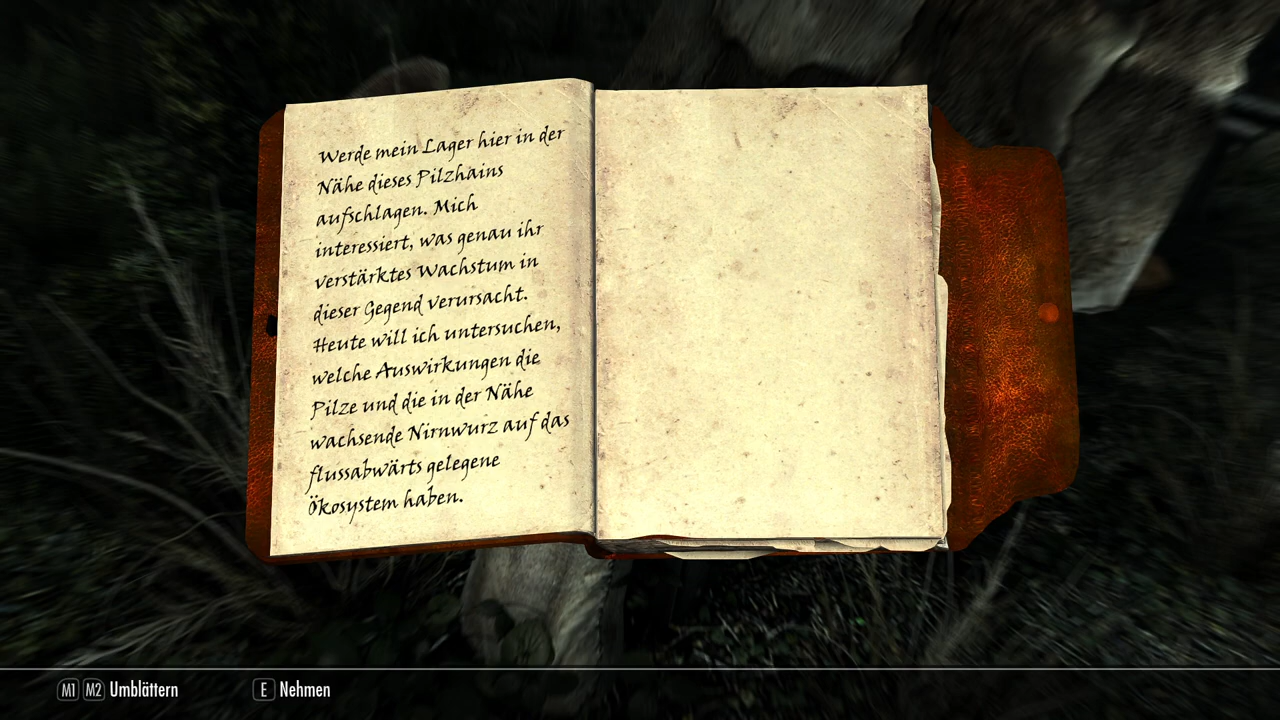 Werde mein Lager hier in der
Nähe dieses Pilzhains
aufschlagen. Mich
interessiert, was genau ihr
verstärktes Wachstum in
dieser Gegend verursacht.
Heute will ich untersuchen,
welche Auswirkungen die
Pilze und die in der Nähe
wachsende Nirnwurz auf das
flussabwärts gelegene
Ökosystem haben.
M1 M2 Umblättern
E Nehmen